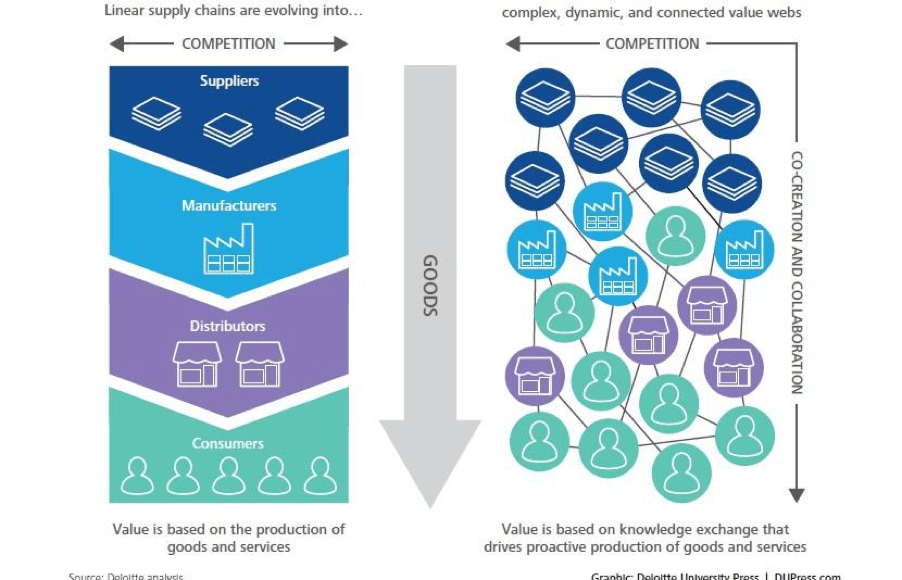 Linear supply chains are evolving into…
COMPETITION
Suppliers
Manufacturers
Distributors
Consumers
Value is based on the production of
goods and services
GOODS
complex, dynamic, and connected value webs
COMPETITION
CO-CREATION AND COLLABORATION
Value is based on knowledge exchange that
drives proactive production of goods and services
Source: Deloitte analysis.
Graphic: Deloitte University Press | DUPress.com